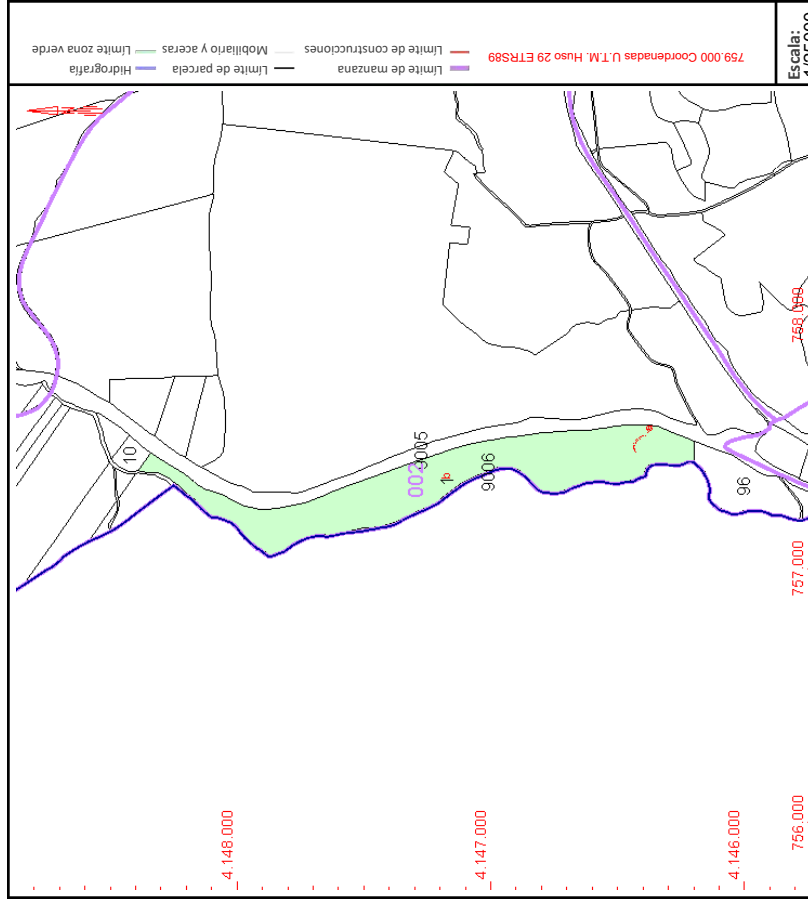 Límite de manzana
Límite de construcciones
Límite de parcela
Mobiliario y aceras
Hidrografía
Límite zona verde
759.000 Coordenadas U.T.M. Huso 29 ETRS89
Escala:
10
002
9005
9006
96
4.148.000
4.147.000
4.146.000
758.000
757.000
756.000